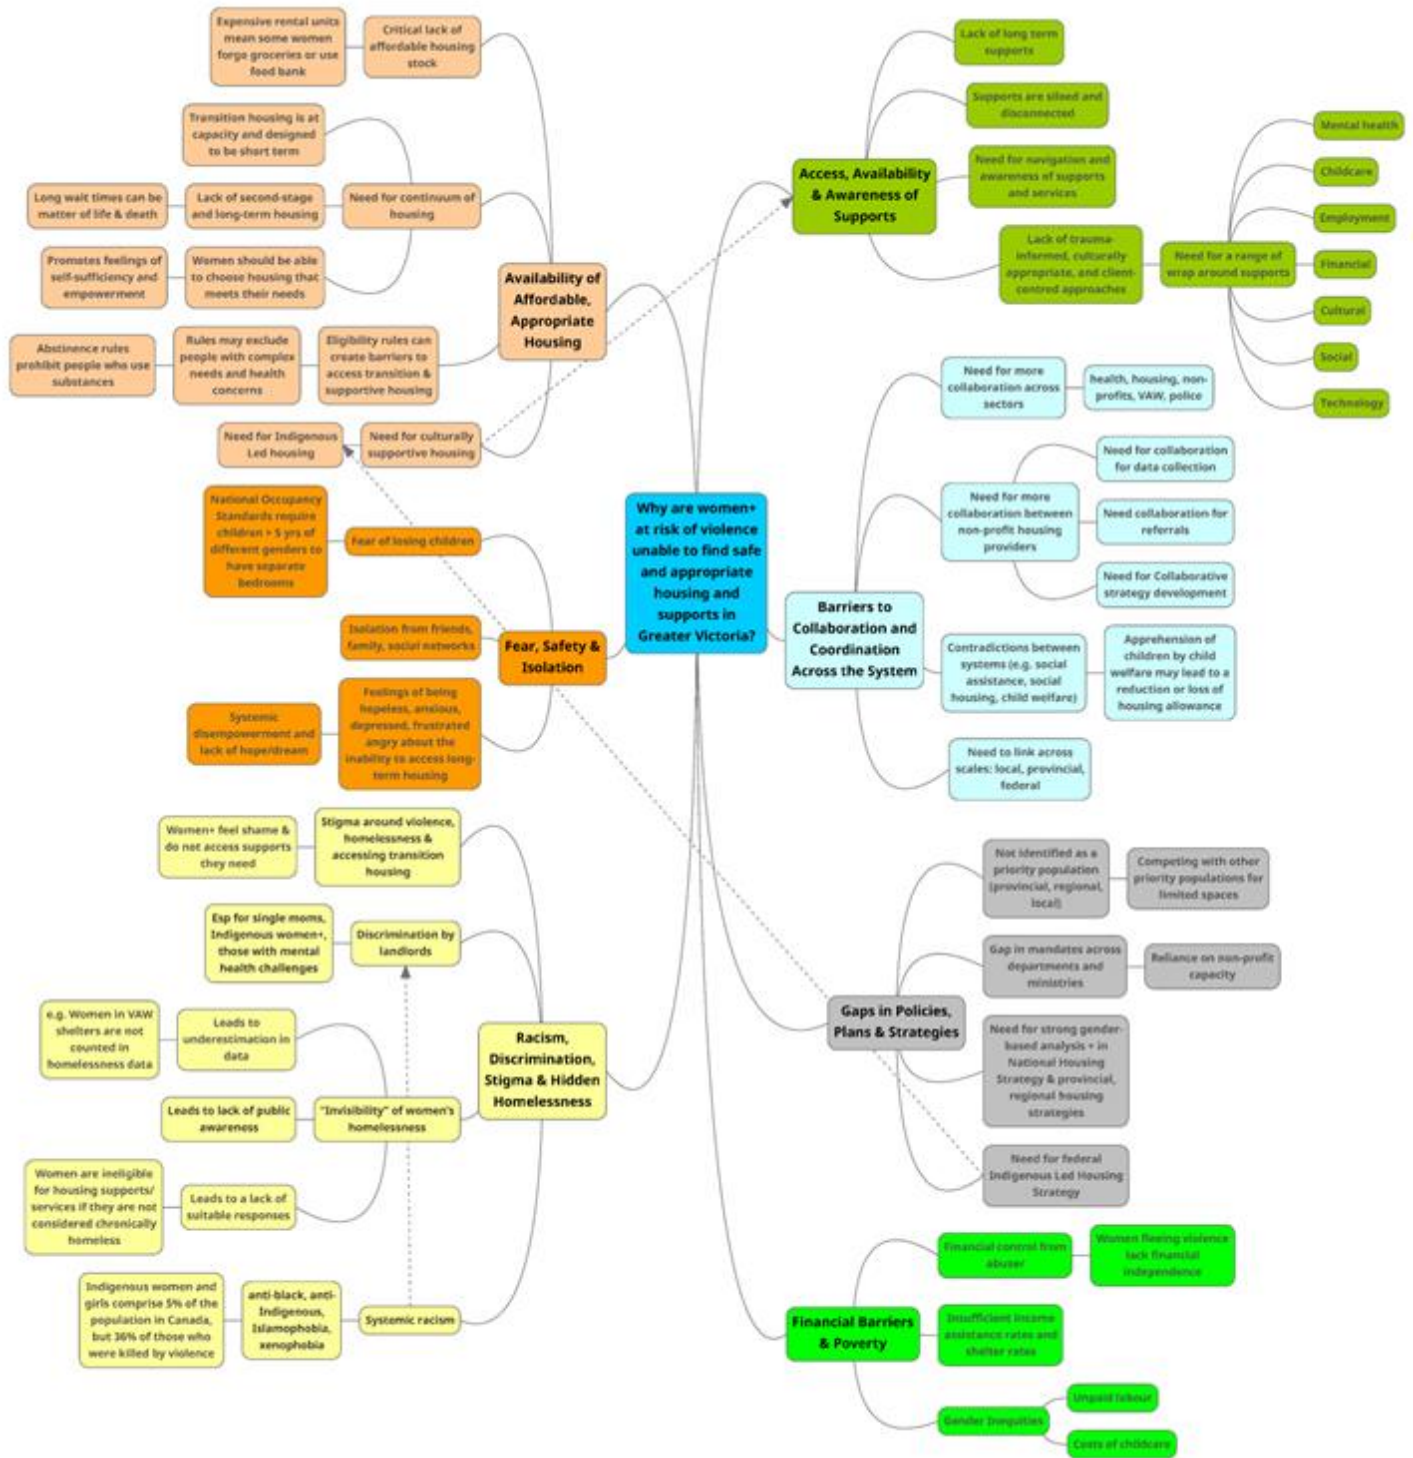 Why are women+
at risk of violence
unable to find safe
and appropriate
housing and
supports in
Greater Victoria?
Availability of
Affordable,
Appropriate
Housing
Critical lack of
affordable housing
stock
Expensive rental units
mean some women
forgo groceries or use
food bank
Need for continuum of
housing
Transition housing is at
capacity and designed
to be short term
Lack of second-stage
and long-term housing
Long wait times can be
matter of life & death
Women should be able
to choose housing that
meets their needs
Promotes feelings of
self-sufficiency and
empowerment
Eligibility rules can
create barriers to
access transition &
supportive housing
Rules may exclude
people with complex
needs and health
concerns
Abstinence rules
prohibit people who use
substances
Need for culturally
supportive housing
Need for Indigenous
Led housing
Fear, Safety &
Isolation
Fear of losing children
National Occupancy
Standards require
children > 5 yrs of
different genders to
have separate
bedrooms
Isolation from friends,
family, social networks
Feelings of being
hopeless, anxious,
depressed, frustrated
angry about the
inability to access long-
term housing
Systemic
disempowerment and
lack of hope/dream
Racism,
Discrimination,
Stigma & Hidden
Homelessness
Stigma around violence,
homelessness &
accessing transition
housing
Women+ feel shame &
do not access supports
they need
Discrimination by
landlords
Esp for single moms,
Indigenous women+,
those with mental
health challenges
"Invisibility" of women's
homelessness
Leads to
underestimation in
data
e.g. Women in VAW
shelters are not
counted in
homelessness data
Leads to lack of public
awareness
Leads to a lack of
suitable responses
Women are ineligible
for housing supports/
services if they are not
considered chronically
homeless
Systemic racism
anti-black, anti-
Indigenous,
Islamophobia,
xenophobia
Indigenous women and
girls comprise 5% of the
population in Canada,
but 36% of those who
were killed by violence
Access, Availability
& Awareness of
Supports
Lack of long term
supports
Supports are siloed and
disconnected
Need for navigation and
awareness of supports
and services
Lack of trauma-
informed, culturally
appropriate, and client-
centred approaches
Need for a range of
wrap around supports
Mental health
Childcare
Employment
Financial
Cultural
Social
Technology
Barriers to
Collaboration and
Coordination
Across the System
Need for more
collaboration across
sectors
health, housing, non-
profits, VAW, police
Need for more
collaboration between
non-profit housing
providers
Need for collaboration
for data collection
Need collaboration for
referrals
Need for Collaborative
strategy development
Contradictions between
systems (e.g. social
assistance, social
housing, child welfare)
Apprehension of
children by child
welfare may lead to a
reduction or loss of
housing allowance
Need to link across
scales: local, provincial,
federal
Gaps in Policies,
Plans & Strategies
Not identified as a
priority population
(provincial, regional,
local)
Competing with other
priority populations for
limited spaces
Gap in mandates across
departments and
ministries
Reliance on non-profit
capacity
Need for strong gender-
based analysis + in
National Housing
Strategy & provincial,
regional housing
strategies
Need for federal
Indigenous Led Housing
Strategy
Financial Barriers
& Poverty
Financial control from
abuser
Women fleeing violence
lack financial
independence
Insufficient income
assistance rates and
shelter rates
Gender Inequities
Unpaid labour
Costs of childcare